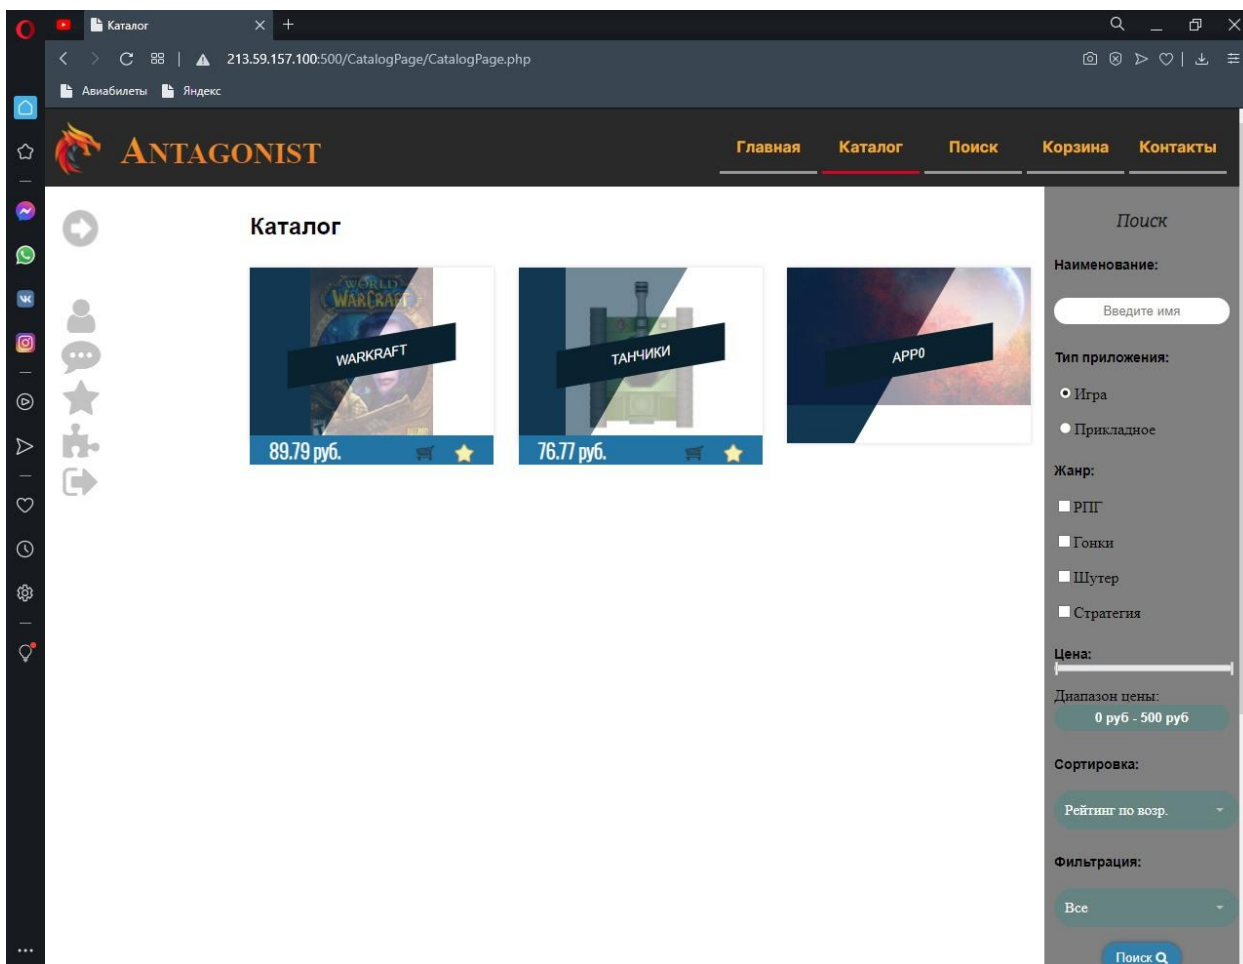 Каталог
213.59.157.100:500/CatalogPage/CatalogPage.php
Авиабилеты Яндекс
ANTAGONIST
Главная Каталог Поиск Корзина Контакты
Каталог
WORLD
WARCRAFT
WARKRAFT
89.79 руб.
ТАНЧИКИ
76.77 руб.
APP0
Поиск
Наименование:
Введите имя
Тип приложения:
Игра
Прикладное
Жанр:
РПГ
Гонки
Шутер
Стратегия
Цена:
Диапазон цены:
0 руб - 500 руб
Сортировка:
Рейтинг по возр.
Фильтрация:
Все
Поиск